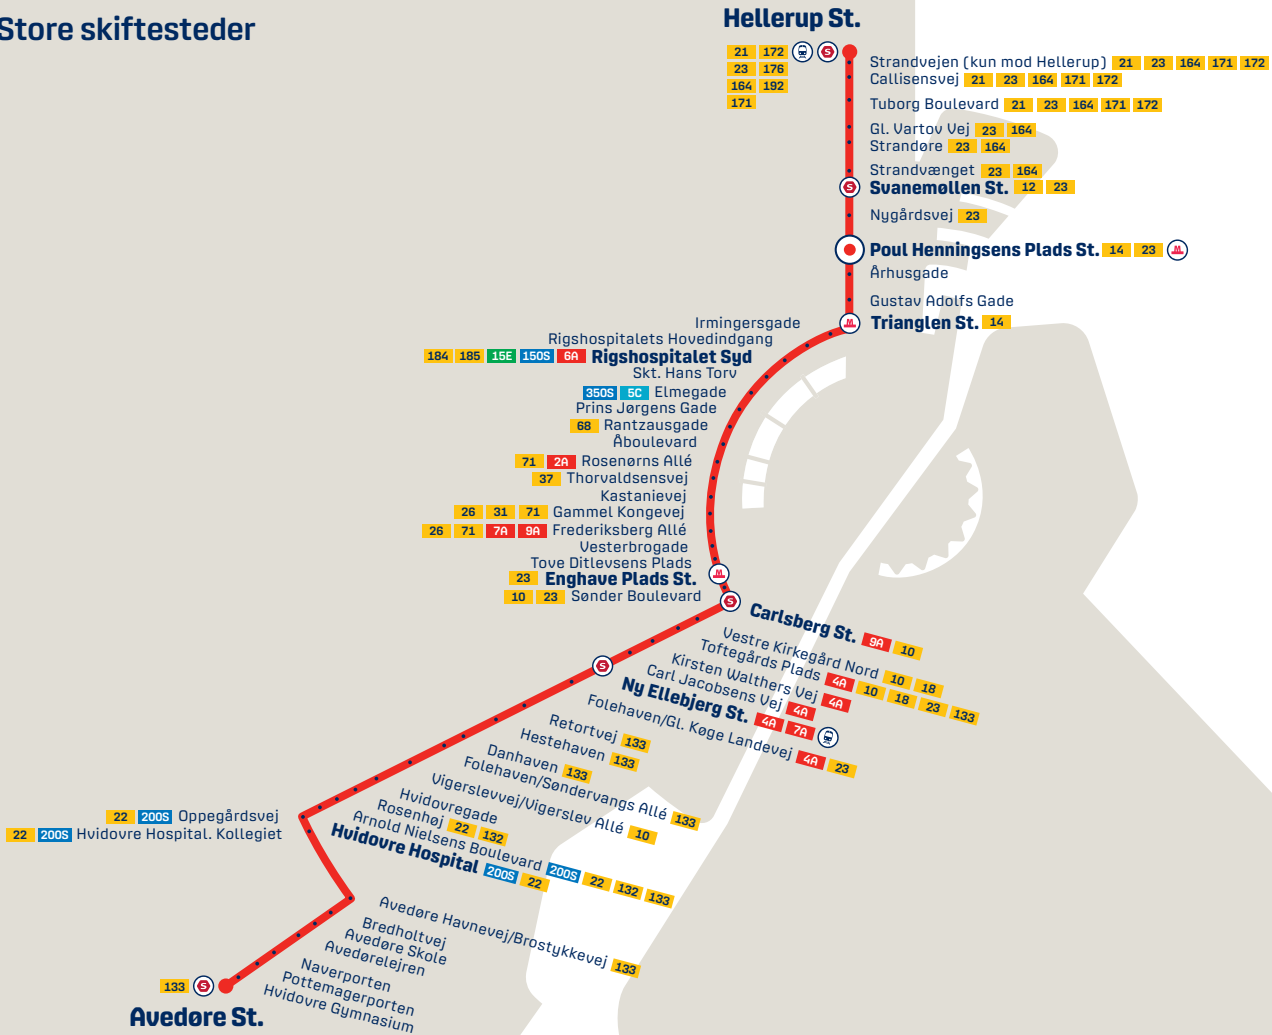 Store skiftesteder
Hellerup St.
21 172 S
23 176
164 192
171
Strandvejen (kun mod Hellerup) 21 23 164 171 172
Callisensvej 21 23 164 171 172
Tuborg Boulevard 21 23 164 171 172
Gl. Vartov Vej 23 164
Strandøre 23 164
Strandvænget 23 164
S Svanemøllen St. 12 23
Nygårdsvej 23
Poul Henningsens Plads St. 14 23 M
Århusgade
Gustav Adolfs Gade
M Trianglen St. 14
Irmingersgade
Rigshospitalets Hovedindgang
184 185 15E 150S 6A Rigshospitalet Syd
Skt. Hans Torv
350S 5C Elmegade
Prins Jørgens Gade
68 Rantzausgade
Åboulevard
71 2A Rosenørns Allé
37 Thorvaldsensvej
Kastanievej
26 31 71 Gammel Kongevej
26 71 7A 9A Frederiksberg Allé
Vesterbrogade
Tove Ditlevsens Plads
23 Enghave Plads St. M
10 23 Sønder Boulevard
S Carlsberg St. 9A 10
Vestre Kirkegård Nord 10 18
Toftegårds Plads 4A 10 18 23 133
Kirsten Walthers Vej 4A
Carl Jacobsens Vej 4A
S Ny Ellebjerg St. 4A 7A
Folehaven/Gl. Køge Landevej 4A 23
Retortvej 133
Hestehaven 133
Danhaven 133
Folehaven/Søndervangs Allé 133
Vigerslevvej/Vigerslev Allé 10
Hvidovregade
Rosenhøj 22 132
Arnold Nielsens Boulevard 200S 22 132 133
Hvidovre Hospital 200S 22
22 200S Oppegårdsvej
22 200S Hvidovre Hospital. Kollegiet
Avedøre Havnevej/Brostykkevej 133
Bredholtvej
Avedøre Skole
Avedørelejren
Naverporten
Pottemagerporten
Hvidovre Gymnasium
133 S
Avedøre St.